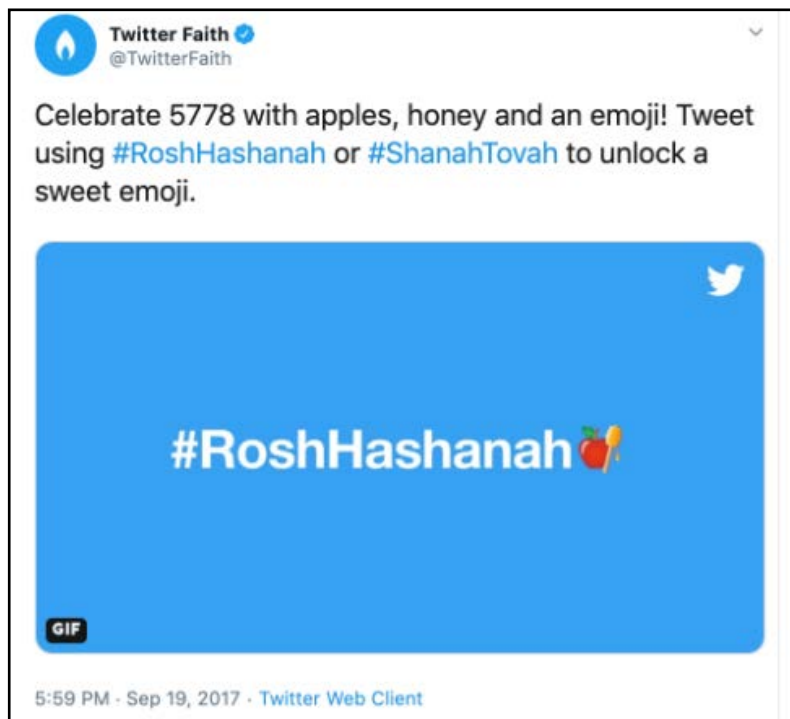 Twitter Faith
@TwitterFaith
Celebrate 5778 with apples, honey and an emoji! Tweet
using #RoshHashanah or #ShanahTovah to unlock a
sweet emoji.
#RoshHashanah
GIF
5:59 PM · Sep 19, 2017 · Twitter Web Client